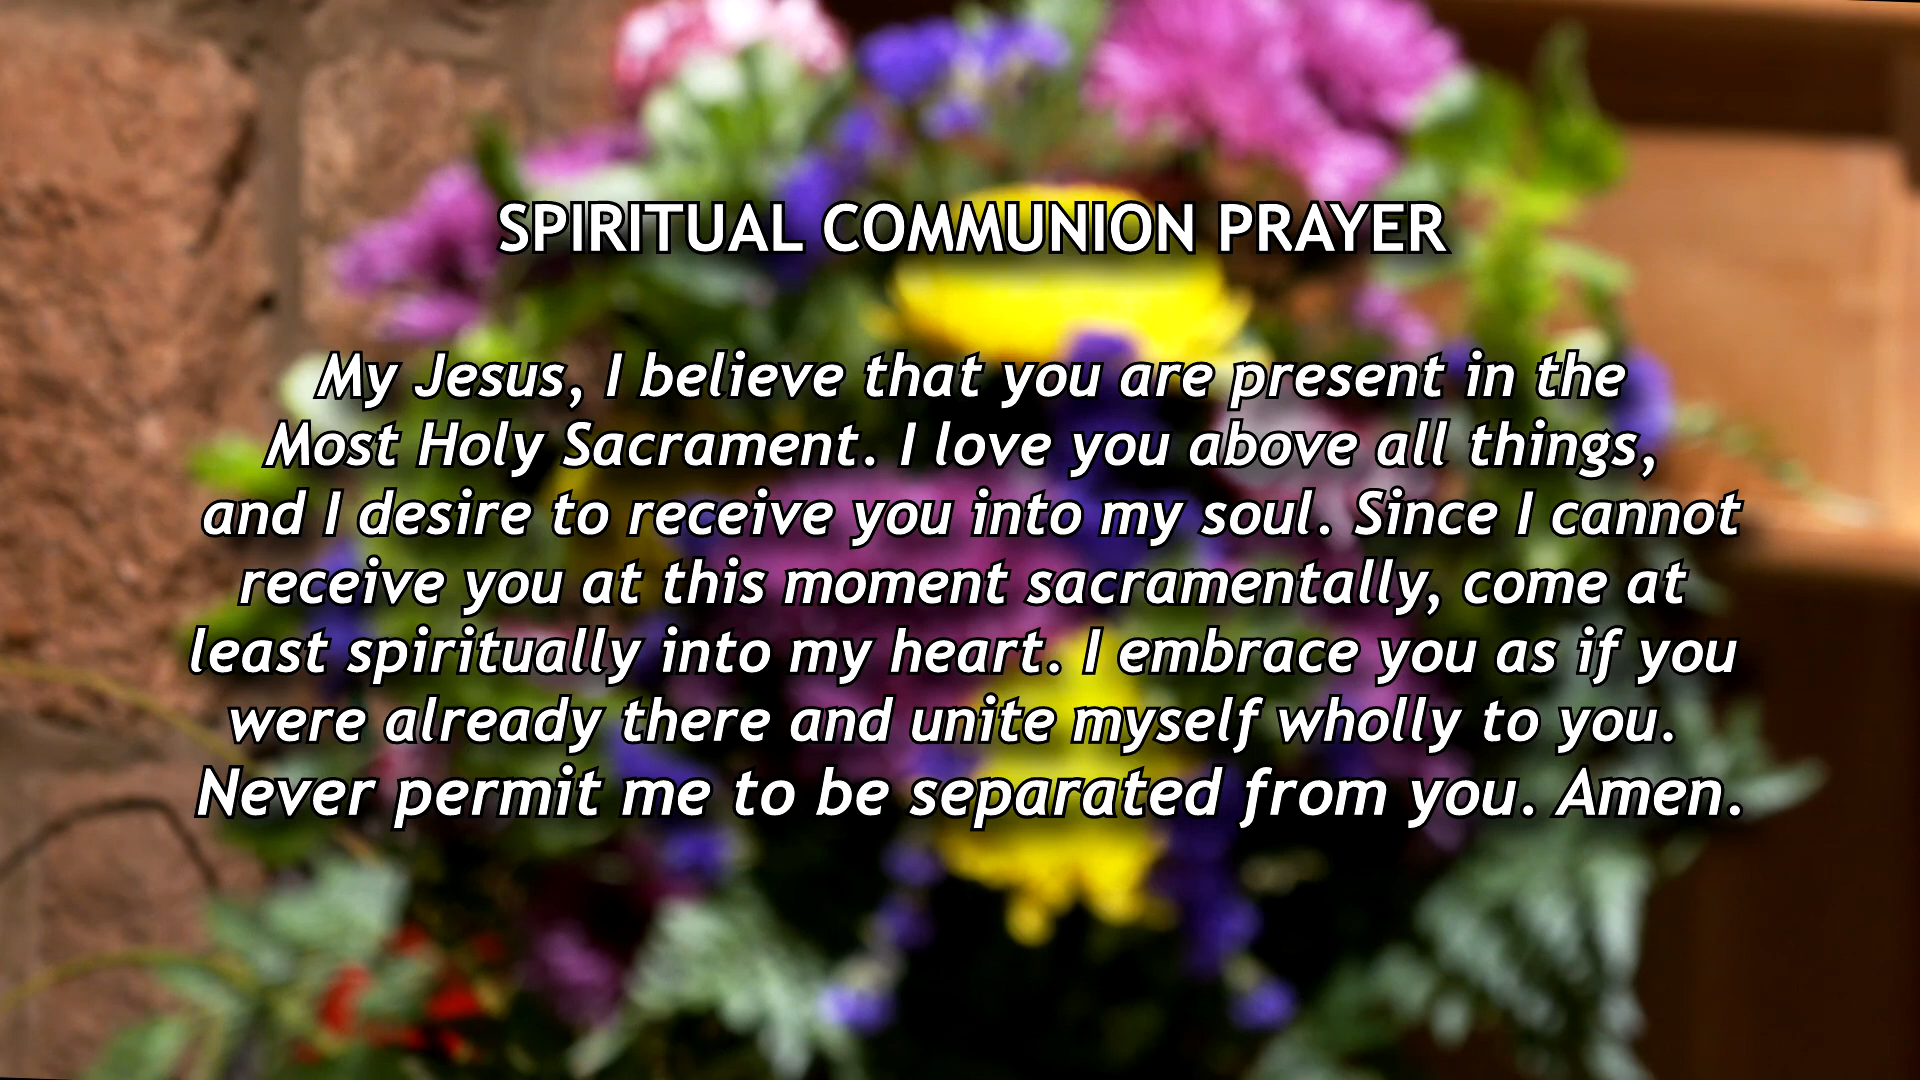 SPIRITUAL COMMUNION PRAYER
My Jesus, I believe that you are present in the
Most Holy Sacrament. I love you above all things,
and I desire to receive you into my soul. Since I cannot
receive you at this moment sacramentally, come at
least spiritually into my heart. I embrace you as if you
were already there and unite myself wholly to you.
Never permit me to be separated from you. Amen.